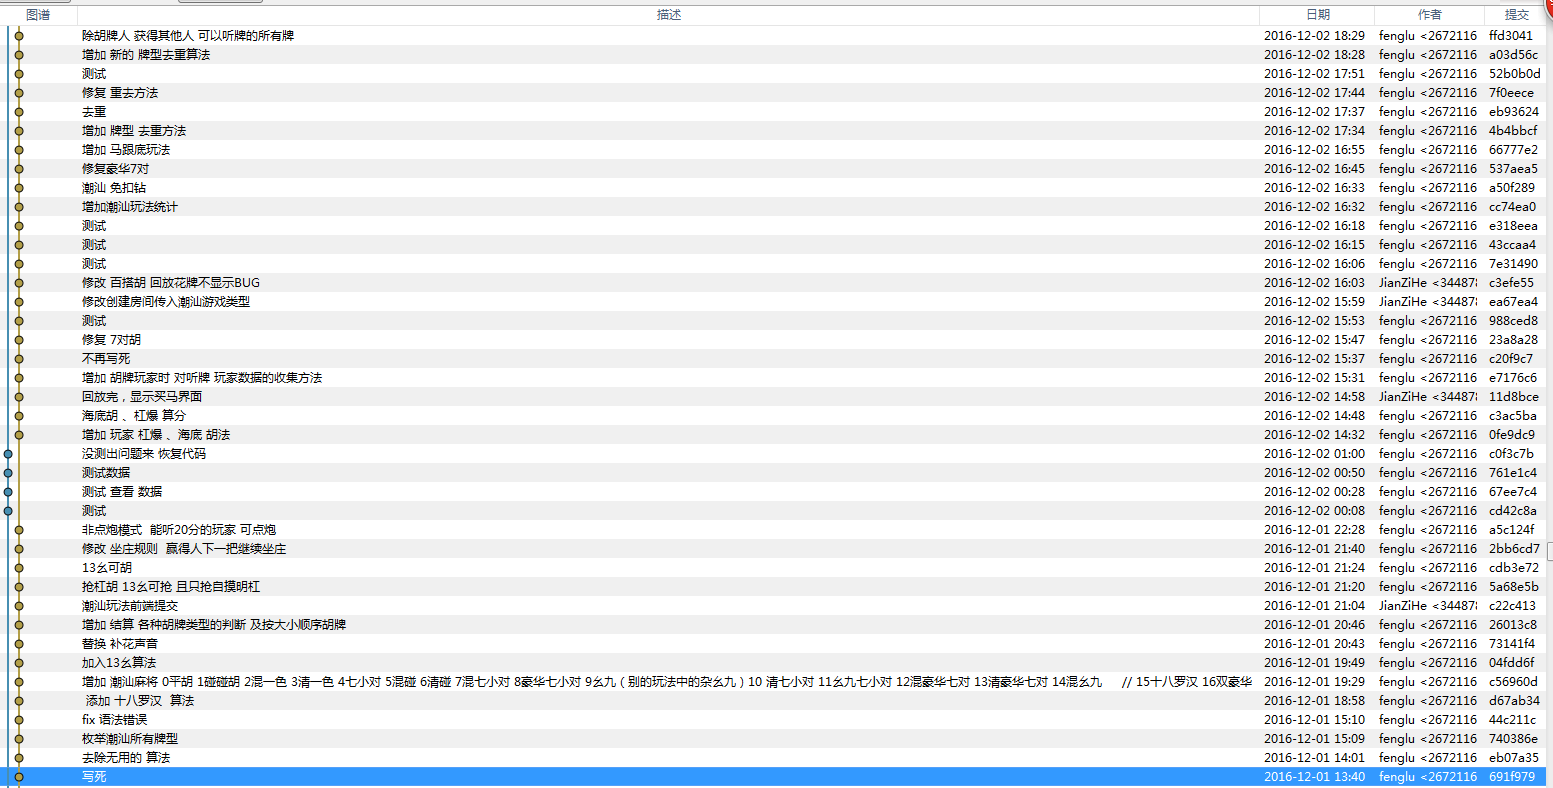 图谱 描述 日期 作者 提交
除胡牌人 获得其他人 可以听牌的所有牌 2016-12-02 18:29 fenglu <2672116 ffd3041
增加 新的 牌型去重算法 2016-12-02 18:28 fenglu <2672116 a03d56c
测试 2016-12-02 17:51 fenglu <2672116 52b0b0d
修复 重去方法 2016-12-02 17:44 fenglu <2672116 7f0eece
去重 2016-12-02 17:37 fenglu <2672116 eb93624
增加 牌型 去重方法 2016-12-02 17:34 fenglu <2672116 4b4bbcf
增加 马跟底玩法 2016-12-02 16:55 fenglu <2672116 66777e2
修复豪华7对 2016-12-02 16:45 fenglu <2672116 537aea5
潮汕 免扣钻 2016-12-02 16:33 fenglu <2672116 a50f289
增加潮汕玩法统计 2016-12-02 16:32 fenglu <2672116 cc74ea0
测试 2016-12-02 16:18 fenglu <2672116 e318eea
测试 2016-12-02 16:15 fenglu <2672116 43ccaa4
测试 2016-12-02 16:06 fenglu <2672116 7e31490
修改 百搭胡 回放花牌不显示BUG 2016-12-02 16:03 JianZiHe <34487 c3efe55
修改创建房间传入潮汕游戏类型 2016-12-02 15:59 JianZiHe <34487 ea67ea4
测试 2016-12-02 15:53 fenglu <2672116 988ced8
修复 7对胡 2016-12-02 15:47 fenglu <2672116 23a8a28
不再写死 2016-12-02 15:37 fenglu <2672116 c20f9c7
增加 胡牌玩家时 对听牌 玩家数据的收集方法 2016-12-02 15:31 fenglu <2672116 e7176c6
回放完，显示买马界面 2016-12-02 14:58 JianZiHe <34487 11d8bce
海底胡 、杠爆 算分 2016-12-02 14:48 fenglu <2672116 c3ac5ba
增加 玩家 杠爆 、海底 胡法 2016-12-02 14:32 fenglu <2672116 0fe9dc9
没测出问题来 恢复代码 2016-12-02 01:00 fenglu <2672116 c0f3c7b
测试数据 2016-12-02 00:50 fenglu <2672116 761e1c4
测试 查看 数据 2016-12-02 00:28 fenglu <2672116 67ee7c4
测试 2016-12-02 00:08 fenglu <2672116 cd42c8a
非点炮模式 能听20分的玩家 可点炮 2016-12-01 22:28 fenglu <2672116 a5c124f
修改 坐庄规则 赢得人下一把继续坐庄 2016-12-01 21:40 fenglu <2672116 2bb6cd7
13幺可胡 2016-12-01 21:24 fenglu <2672116 cdb3e72
抢杠胡 13幺可抢 且只抢自摸明杠 2016-12-01 21:20 fenglu <2672116 5a68e5b
潮汕玩法前端提交 2016-12-01 21:04 JianZiHe <34487 c22c413
增加 结算 各种胡牌类型的判断 及按大小顺序胡牌 2016-12-01 20:46 fenglu <2672116 26013c8
替换 补花声音 2016-12-01 20:43 fenglu <2672116 73141f4
加入13幺算法 2016-12-01 19:49 fenglu <2672116 04fdd6f
增加 潮汕麻将 0平胡 1碰碰胡 2混一色 3清一色 4七小对 5混碰 6清碰 7混七小对 8豪华七小对 9幺九（别的玩法中的杂幺九）10 清七小对 11幺九七小对 12混豪华七对 13清豪华七对 14混幺九 // 15十八罗汉 16双豪华 2016-12-01 19:29 fenglu <2672116 c56960d
添加 十八罗汉 算法 2016-12-01 18:58 fenglu <2672116 d67ab34
fix 语法错误 2016-12-01 15:10 fenglu <2672116 44c211c
枚举潮汕所有牌型 2016-12-01 15:09 fenglu <2672116 740386e
去除无用的 算法 2016-12-01 14:01 fenglu <2672116 eb07a35
写死 2016-12-01 13:40 fenglu <2672116 691f979